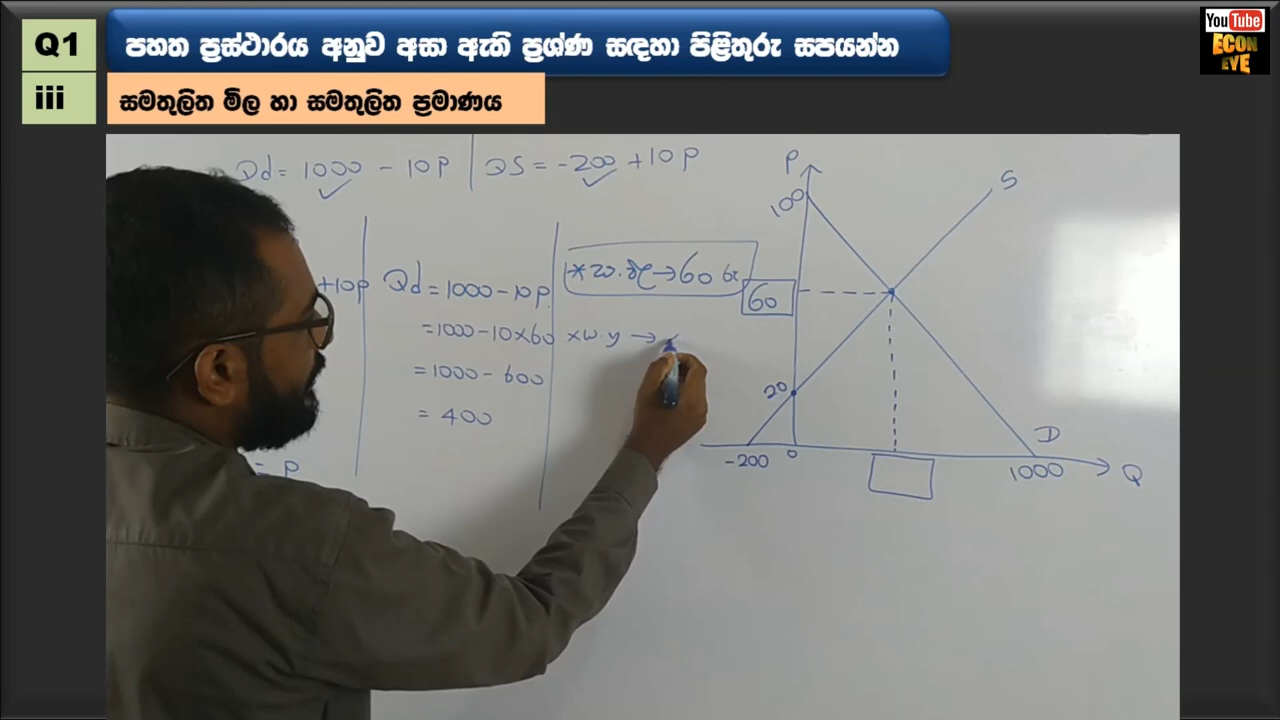 Q1
පහත ප්‍රස්ථාරය අනුව අසා ඇති ප්‍රශ්ණ සඳහා පිළිතුරු සපයන්න
YouTube
ECON
EYE
iii
සමතුලිත මිල හා සමතුලිත ප්‍රමාණය
Qd = 1000 - 10P
QS = -200 + 10P
+10P
Qd = 1000 - 10P
= 1000 - 10×60
= 1000 - 600
= 400
= P
→ 60 රු
→
P
S
100
60
20
-200
0
1000
D
Q